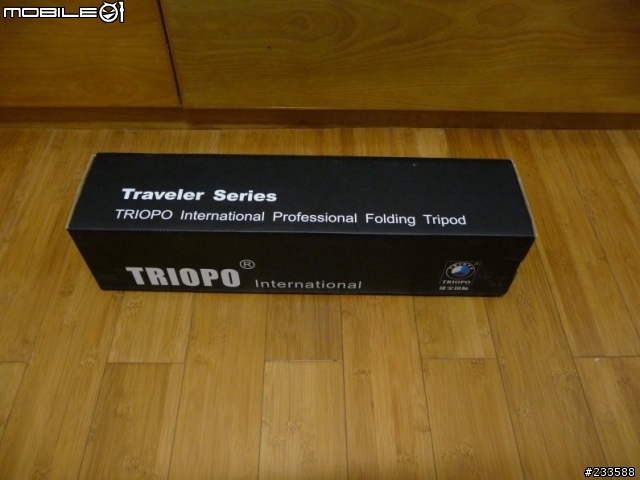 MOBILE01
Traveler Series
TRIOPO International Professional Folding Tripod
TRIOPO® International
TRIOPO
#233588